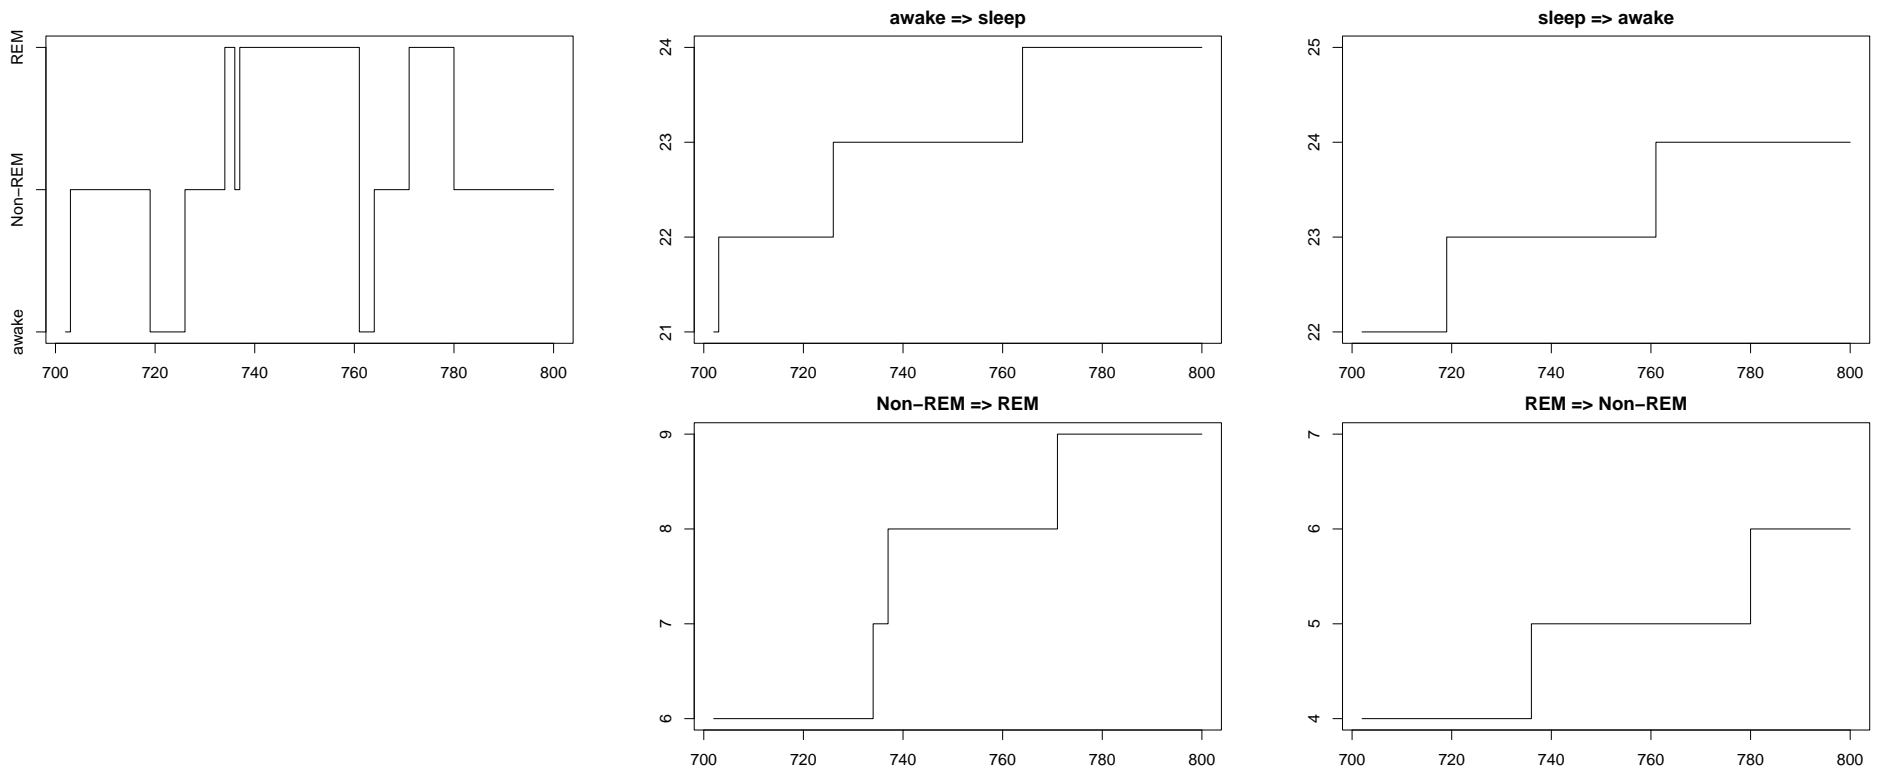 REM
Non−REM
awake
700 720 740 760 780 800
awake => sleep
24
23
22
21
700 720 740 760 780 800
sleep => awake
25
24
23
22
700 720 740 760 780 800
Non−REM => REM
9
8
7
6
700 720 740 760 780 800
REM => Non−REM
7
6
5
4
700 720 740 760 780 800